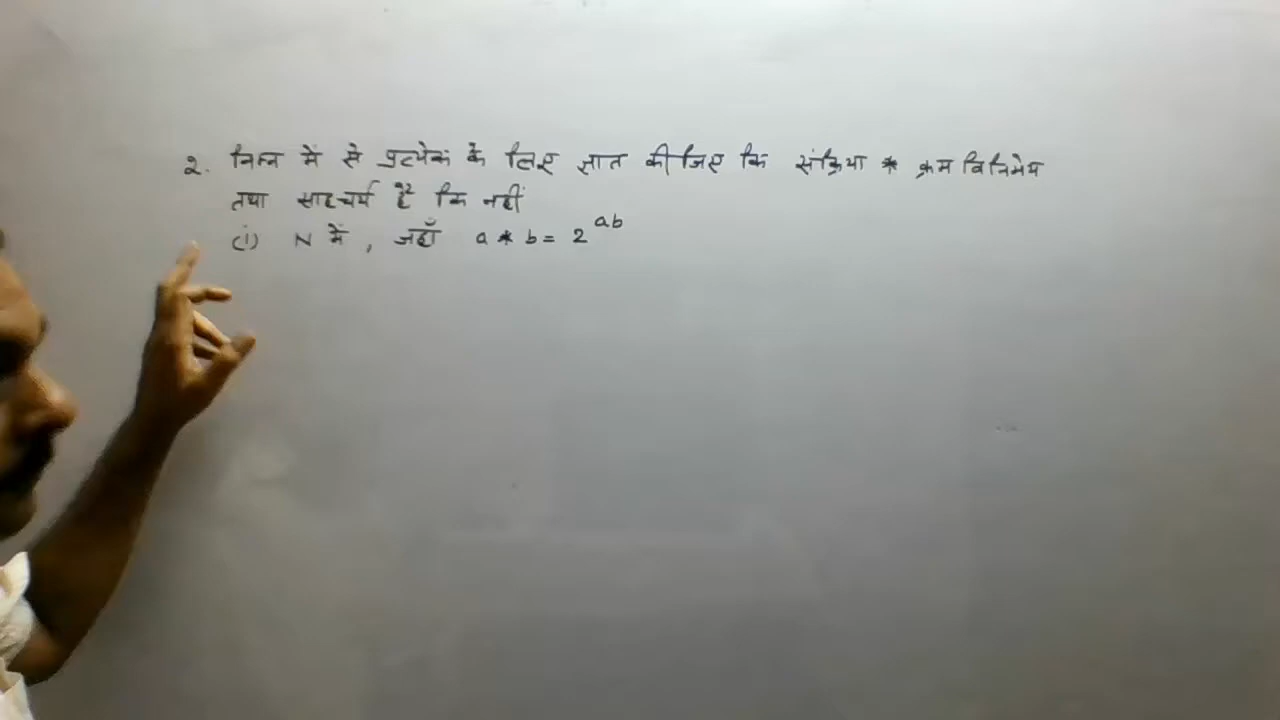 2. निम्न में से प्रत्येक के लिए ज्ञात कीजिए कि संक्रिया * क्रम विनिमेय
तथा साहचर्य है कि नहीं
(i) N में , जहाँ a * b = 2^ab